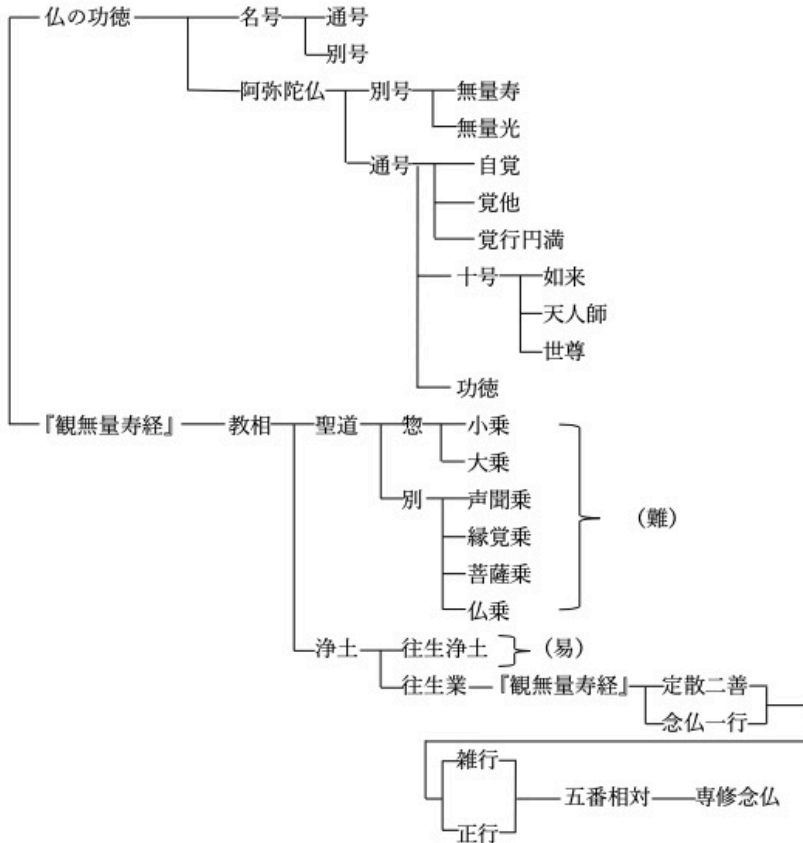 仏の功徳 名号 通号
別号
阿弥陀仏 別号 無量寿
無量光
通号 自覚
覚他
覚行円満
十号 如来
天人師
世尊
功徳
『観無量寿経』 教相 聖道 惣 小乗
大乗
別 声聞乗
(難)
縁覚乗
菩薩乗
仏乗
浄土 往生浄土 (易)
往生業 『観無量寿経』 定散二善
念仏一行
雑行
五番相対 専修念仏
正行